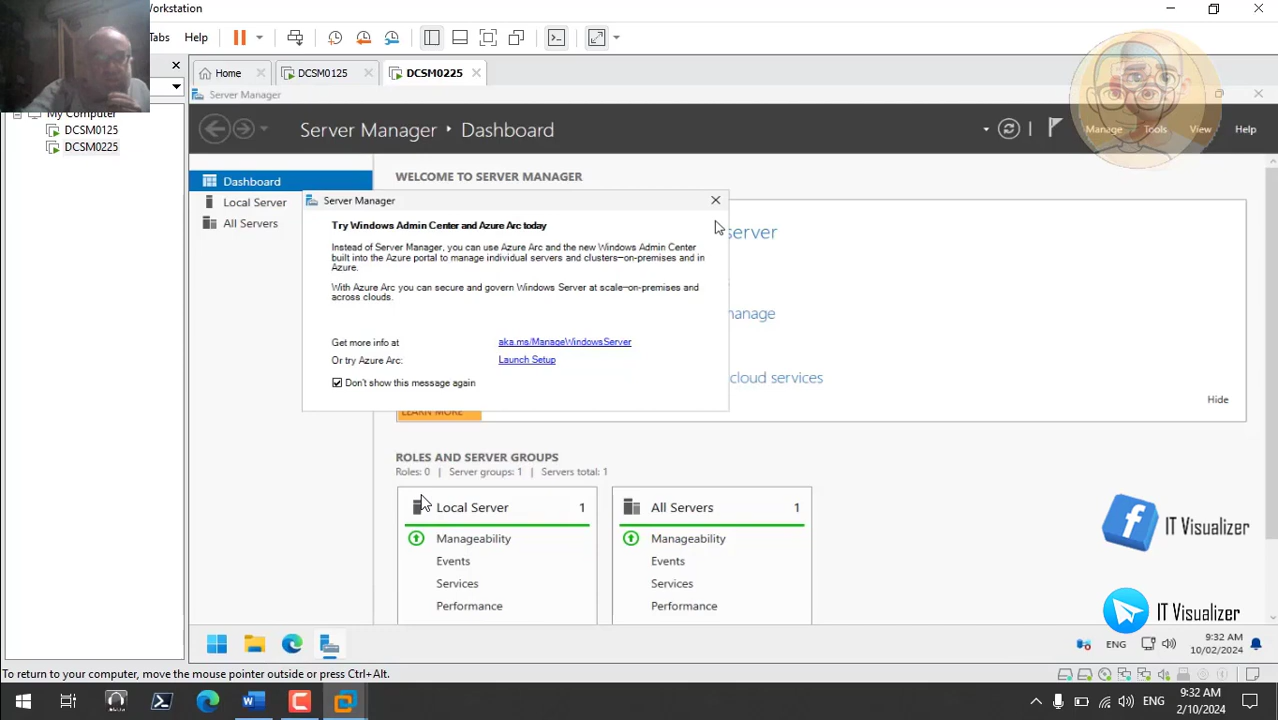 orkstation
Tabs
Help
Home
DCSM0125
DCSM0225
My Computer
DCSM0125
DCSM0225
Server Manager
Server Manager • Dashboard
Manage
Tools
View
Help
Dashboard
Local Server
All Servers
WELCOME TO SERVER MANAGER
Server Manager
Try Windows Admin Center and Azure Arc today
Instead of Server Manager, you can use Azure Arc and the new Windows Admin Center
built into the Azure portal to manage individual servers and clusters–on-premises and in
Azure.
With Azure Arc you can secure and govern Windows Server at scale–on-premises and
across clouds.
Get more info at
aka.ms/ManageWindowsServer
Or try Azure Arc:
Launch Setup
Don't show this message again
server
nanage
cloud services
LEARN MORE
Hide
ROLES AND SERVER GROUPS
Roles: 0 | Server groups: 1 | Servers total: 1
Local Server 1
Manageability
Events
Services
Performance
All Servers 1
Manageability
Events
Services
Performance
IT Visualizer
IT Visualizer
ENG
9:32 AM
10/02/2024
To return to your computer, move the mouse pointer outside or press Ctrl+Alt.
ENG
9:32 AM
2/10/2024